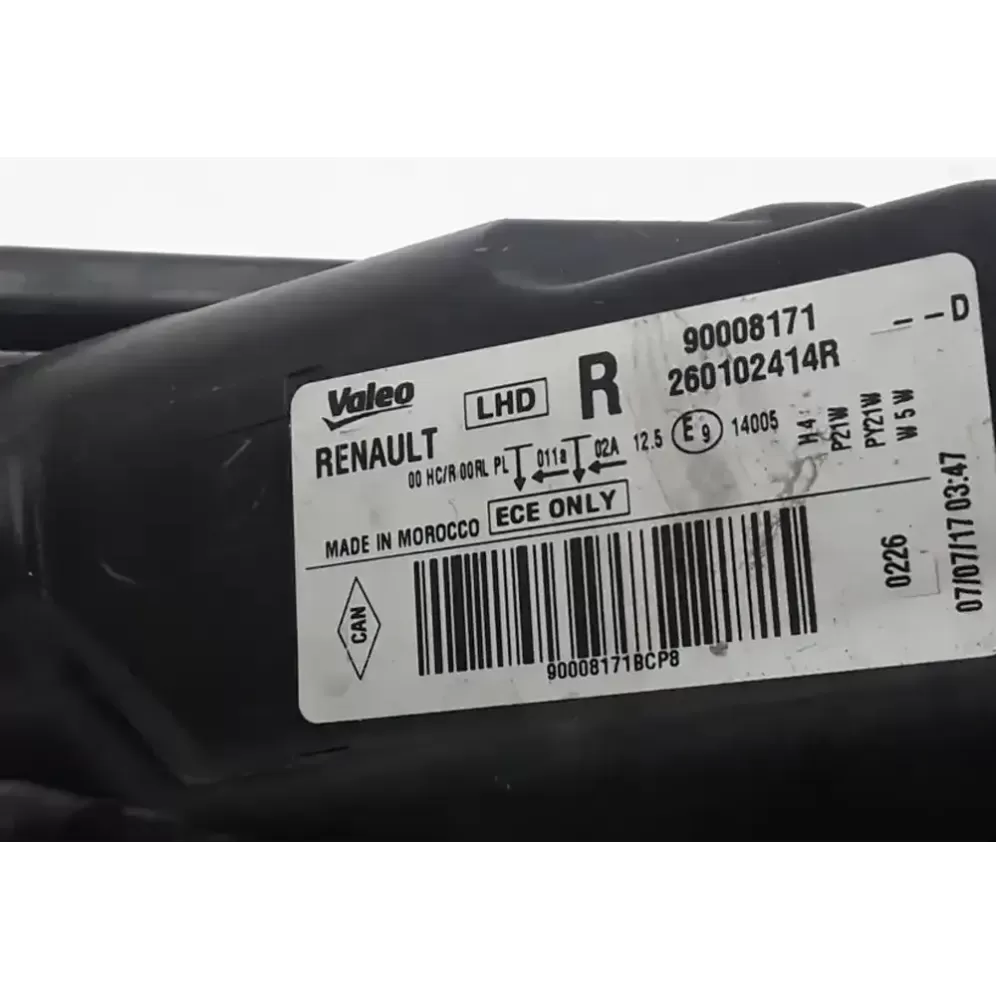 Valeo
RENAULT
LHD
R
90008171
260102414R
00 HC/R 00RL PL 011a 02A 12.5 E9 14005
H4
P21W
PY21W
W5W
- - D
MADE IN MOROCCO
ECE ONLY
CAN
90008171BCP8
0226
07/07/17 03:47